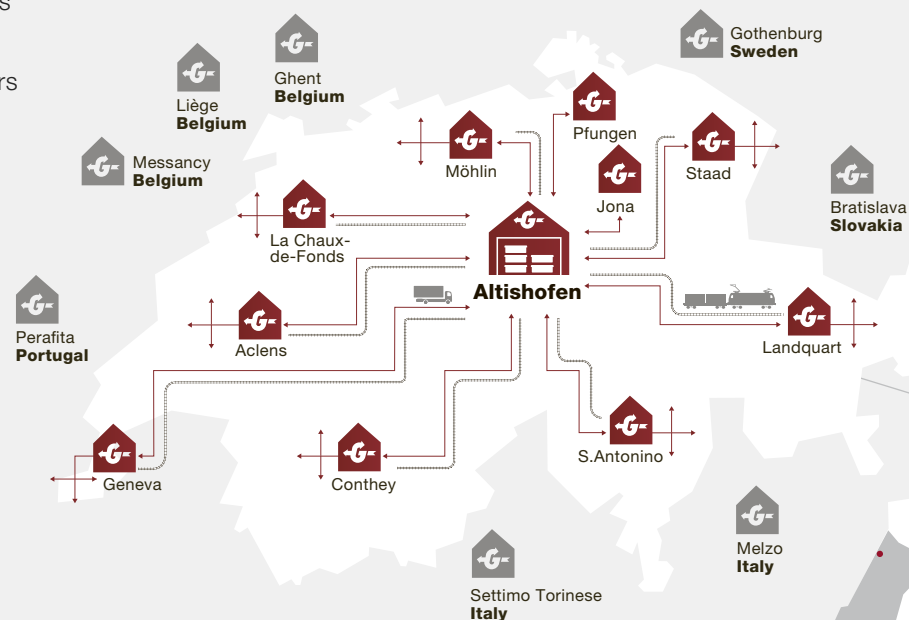 s
rs
Gothenburg
Sweden
Ghent
Belgium
Liège
Belgium
Messancy
Belgium
Pfungen
Möhlin
Staad
Jona
Bratislava
Slovakia
La Chaux-
de-Fonds
Altishofen
Perafita
Portugal
Aclens
Landquart
S.Antonino
Geneva
Conthey
Melzo
Italy
Settimo Torinese
Italy